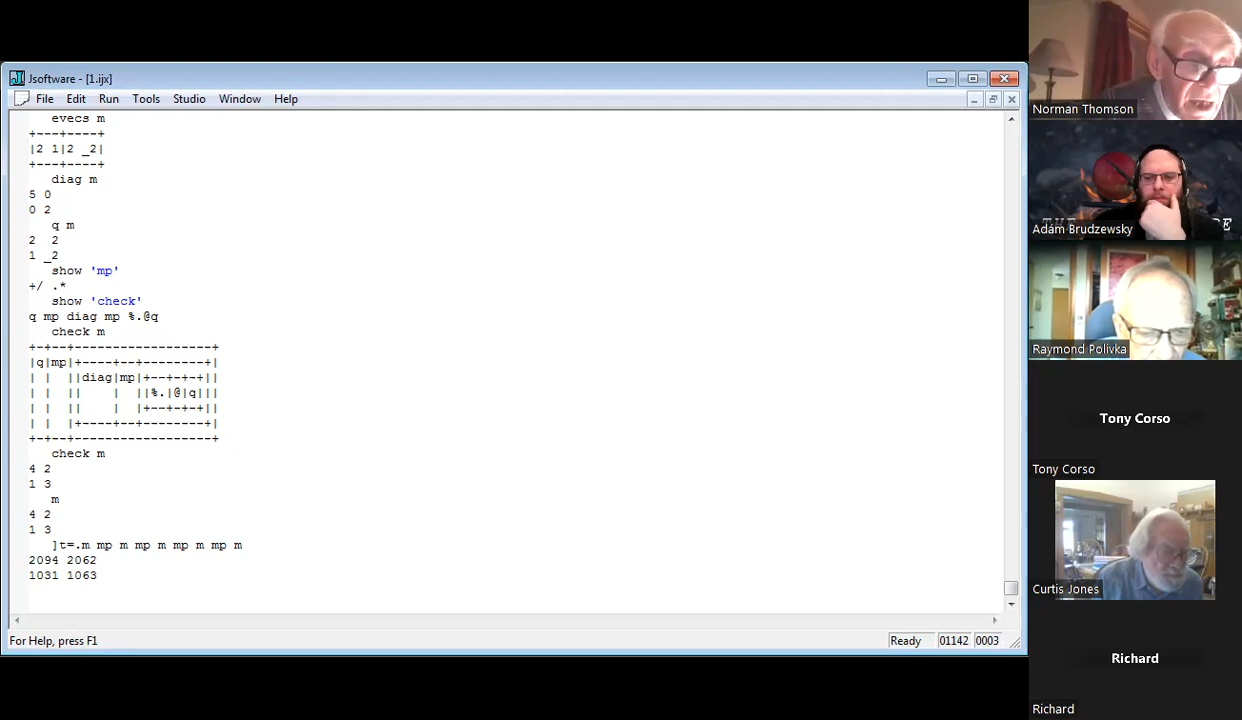 Jsoftware - [1.ijx]
File Edit Run Tools Studio Window Help
evecs m
+---+----+
|2 1|2 _2|
+---+----+
diag m
5 0
0 2
q m
2  2
1 _2
show 'mp'
+/ .*
show 'check'
q mp diag mp %.@q
check m
+-+--+------------------+
|q|mp|+----+--+--------+|
| |  ||diag|mp|+--+-+-+||
| |  ||    |  ||%.|@|q|||
| |  ||    |  |+--+-+-+||
| |  |+----+--+--------+|
+-+--+------------------+
check m
4 2
1 3
m
4 2
1 3
]t=.m mp m mp m mp m mp m
2094 2062
1031 1063
For Help, press F1
Ready 01142 0003
Norman Thomson
Adam Brudzewsky
Raymond Polivka
Tony Corso
Tony Corso
Curtis Jones
Richard
Richard